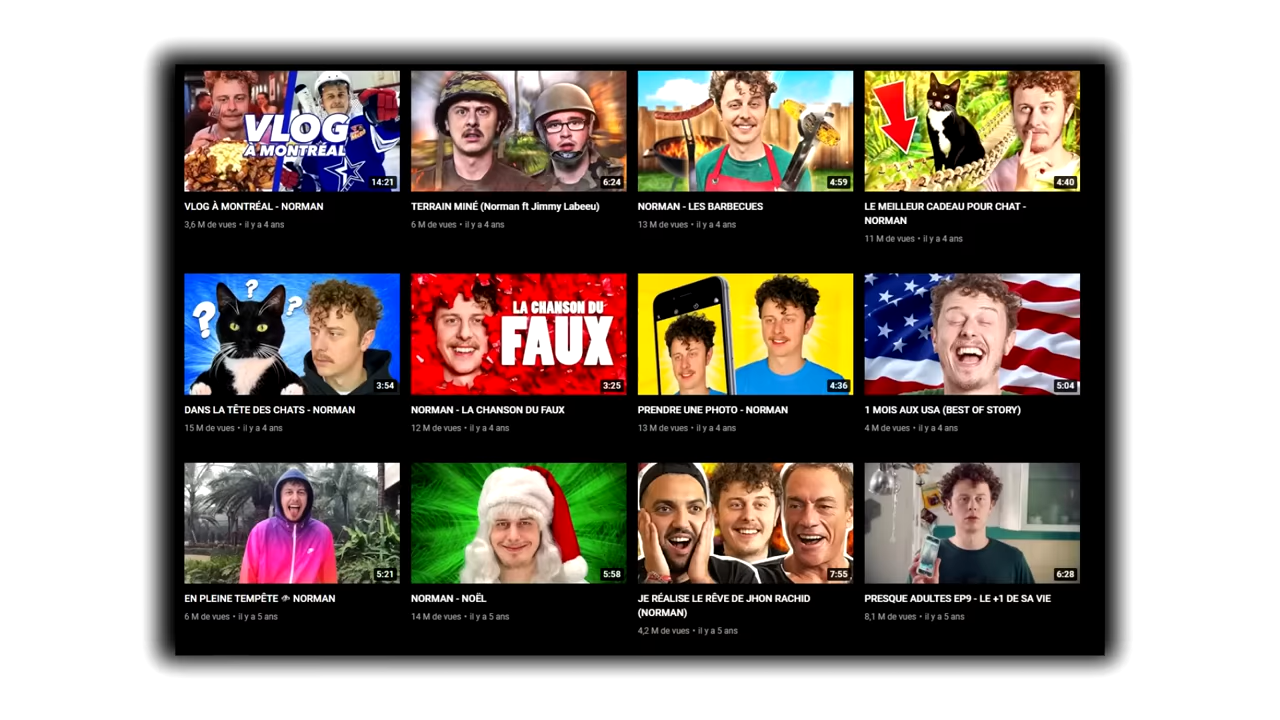 VLOG
À MONTRÉAL
14:21
6:24
4:59
4:40
VLOG À MONTRÉAL - NORMAN
TERRAIN MINÉ (Norman ft Jimmy Labeeu)
NORMAN - LES BARBECUES
LE MEILLEUR CADEAU POUR CHAT -
NORMAN
3,6 M de vues • il y a 4 ans
6 M de vues • il y a 4 ans
13 M de vues • il y a 4 ans
11 M de vues • il y a 4 ans
? ? ?
LA CHANSON DU
FAUX
3:54
3:25
4:36
5:04
DANS LA TÊTE DES CHATS - NORMAN
NORMAN - LA CHANSON DU FAUX
PRENDRE UNE PHOTO - NORMAN
1 MOIS AUX USA (BEST OF STORY)
15 M de vues • il y a 4 ans
12 M de vues • il y a 4 ans
13 M de vues • il y a 4 ans
4 M de vues • il y a 4 ans
5:21
5:58
7:55
6:28
EN PLEINE TEMPÊTE 🌪 NORMAN
NORMAN - NOËL
JE RÉALISE LE RÊVE DE JHON RACHID
(NORMAN)
PRESQUE ADULTES EP9 - LE +1 DE SA VIE
6 M de vues • il y a 5 ans
14 M de vues • il y a 5 ans
4,2 M de vues • il y a 5 ans
8,1 M de vues • il y a 5 ans